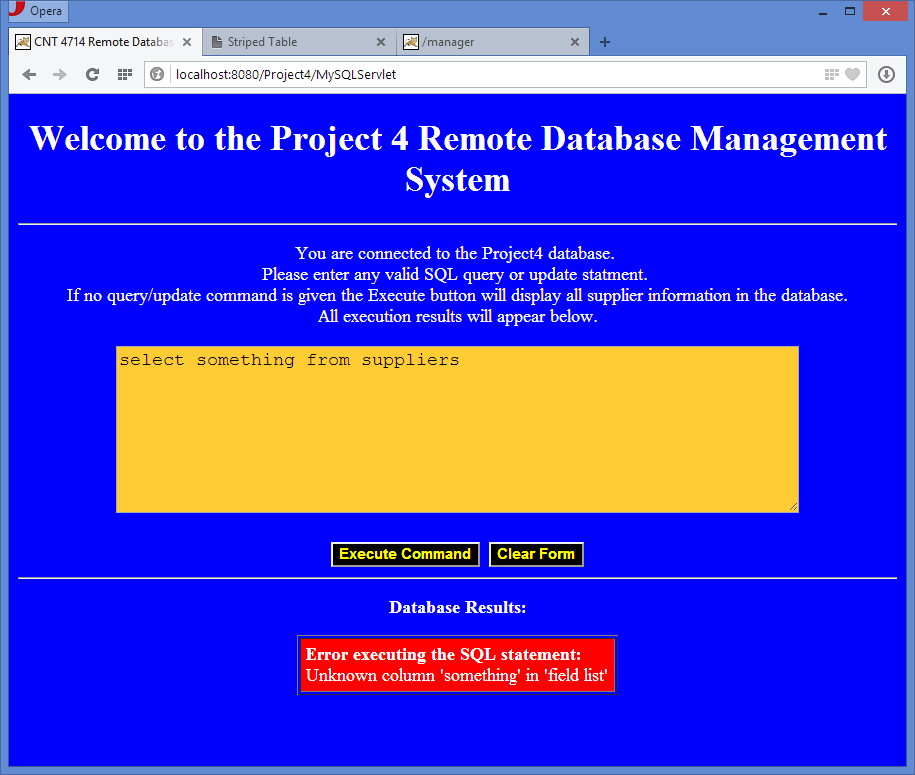 Opera
CNT 4714 Remote Databas
Striped Table
/manager
localhost:8080/Project4/MySQLServlet
Welcome to the Project 4 Remote Database Management
System
You are connected to the Project4 database.
Please enter any valid SQL query or update statment.
If no query/update command is given the Execute button will display all supplier information in the database.
All execution results will appear below.
select something from suppliers
Execute Command
Clear Form
Database Results:
Error executing the SQL statement:
Unknown column 'something' in 'field list'